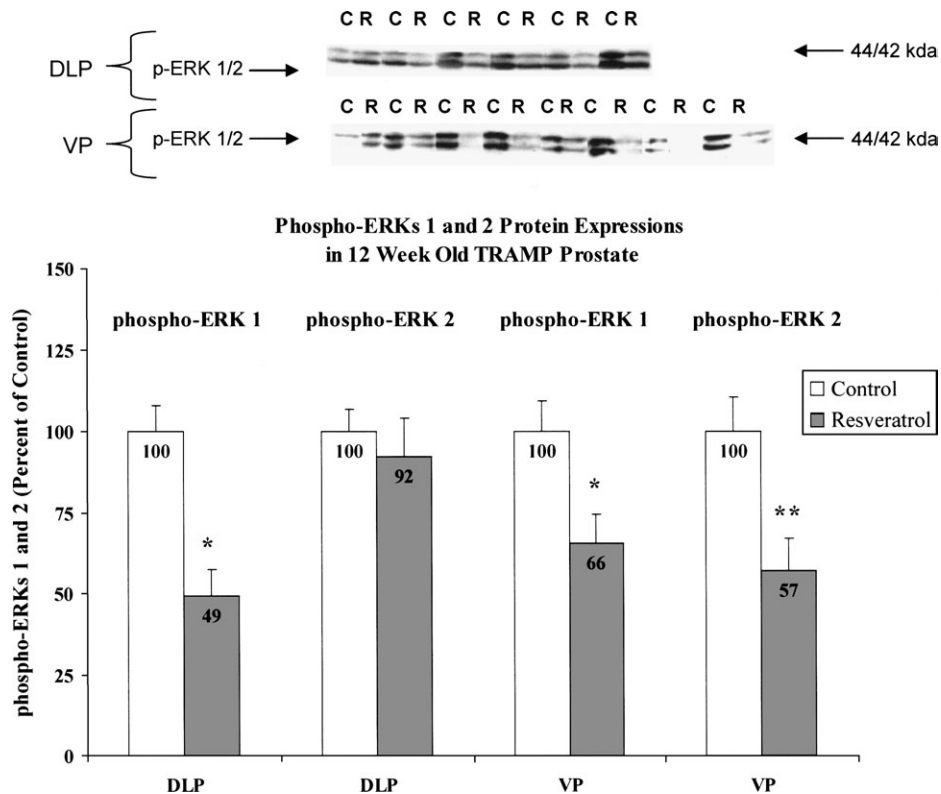 C R C R C R C R C R C R
DLP p-ERK 1/2 44/42 kda
C R C R C R C R C R C R C R C R
VP p-ERK 1/2 44/42 kda
Phospho-ERKs 1 and 2 Protein Expressions
in 12 Week Old TRAMP Prostate
phospho-ERKs 1 and 2 (Percent of Control)
150
125
100
75
50
25
0
phospho-ERK 1 phospho-ERK 2 phospho-ERK 1 phospho-ERK 2
Control
Resveratrol
100 * 49 100 92 100 * 66 100 ** 57
DLP DLP VP VP